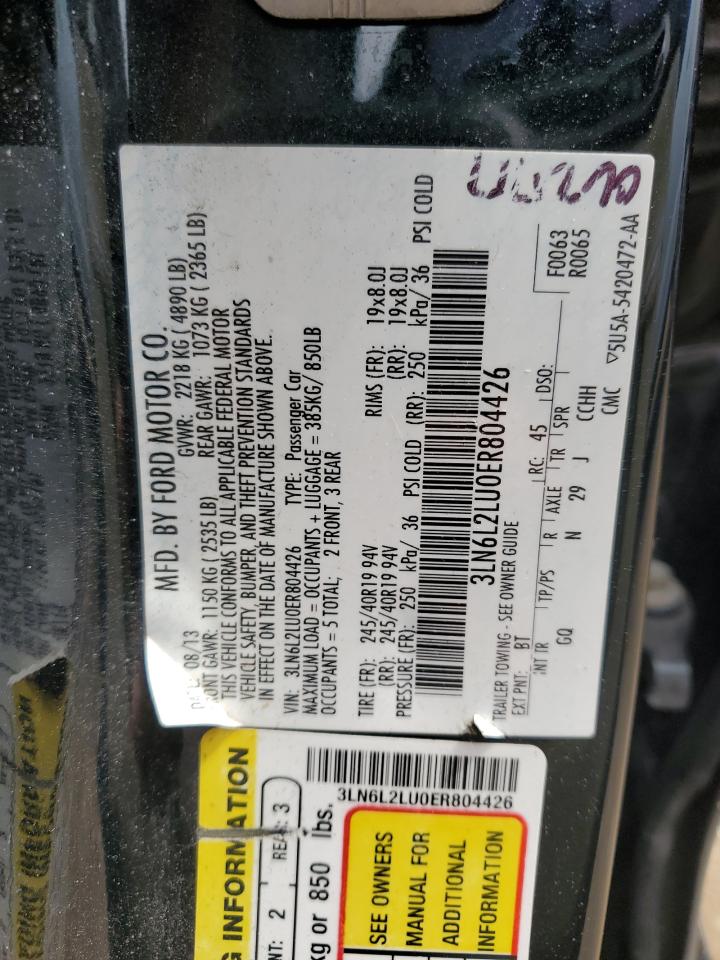 MFD. BY FORD MOTOR CO.
08/13 GVWR: 2218 KG ( 4890 LB)
FRONT GAWR: 1150 KG ( 2535 LB) REAR GAWR: 1073 KG ( 2365 LB)
THIS VEHICLE CONFORMS TO ALL APPLICABLE FEDERAL MOTOR
VEHICLE SAFETY, BUMPER, AND THEFT PREVENTION STANDARDS
IN EFFECT ON THE DATE OF MANUFACTURE SHOWN ABOVE.
VIN: 3LN6L2LU0ER804426 TYPE: Passenger Car
MAXIMUM LOAD = OCCUPANTS + LUGGAGE = 385KG/ 850LB
OCCUPANTS = 5 TOTAL; 2 FRONT, 3 REAR
TIRE (FR): 245/40R19 94V RIMS (FR): 19x8.0J
(RR): 245/40R19 94V (RR): 19x8.0J
PRESSURE (FR): 250 kPa/ 36 PSI COLD (RR): 250 kPa/ 36 PSI COLD
3LN6L2LU0ER804426
TRAILER TOWING - SEE OWNER GUIDE
EXT PNT: BT RC: 45 DSO: F0063
R0065
INT TR TP/PS R AXLE TR SPR
GQ N 29 J CCHH
CMC ▽5U5A-5420472-AA
G INFORMATION
NT: 2 REAR: 3
kg or 850 lbs.
3LN6L2LU0ER804426
SEE OWNERS
MANUAL FOR
ADDITIONAL
INFORMATION